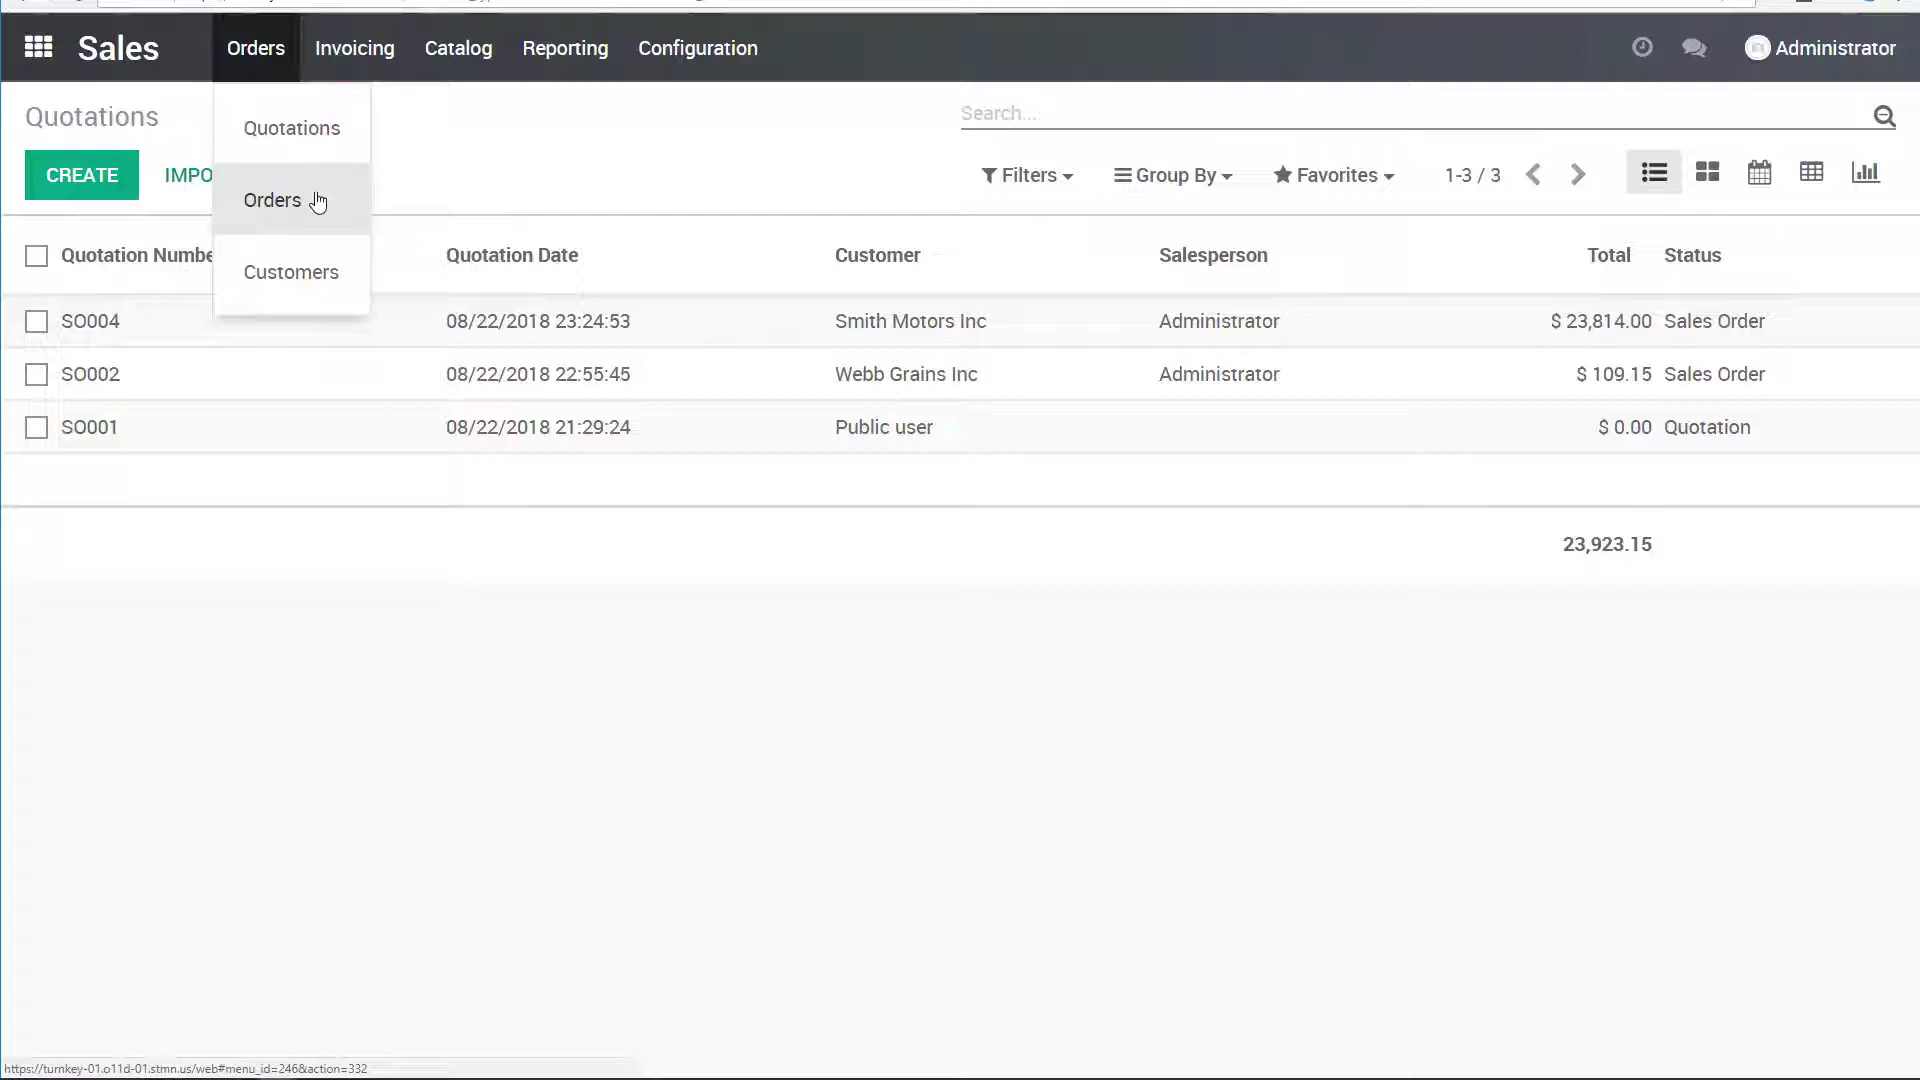 Sales Orders Invoicing Catalog Reporting Configuration Administrator
Quotations
Search...
CREATE IMPO
Quotations
Orders
Customers
Filters Group By Favorites 1-3 / 3
Quotation Numbe Quotation Date Customer Salesperson Total Status
SO004 08/22/2018 23:24:53 Smith Motors Inc Administrator $ 23,814.00 Sales Order
SO002 08/22/2018 22:55:45 Webb Grains Inc Administrator $ 109.15 Sales Order
SO001 08/22/2018 21:29:24 Public user $ 0.00 Quotation
23,923.15
https://turnkey-01.o11d-01.stmn.us/web#menu_id=246&action=332